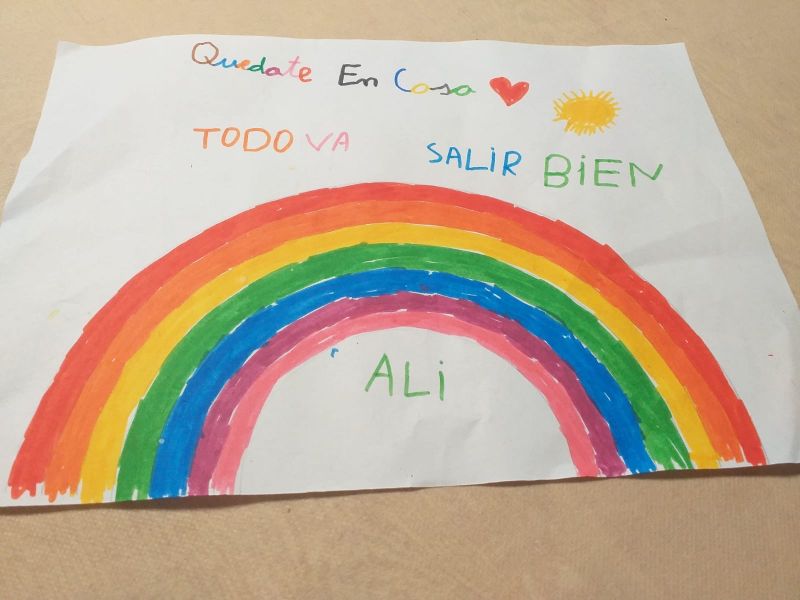 Quedate En Casa
TODO VA SALIR BIEN
ALi